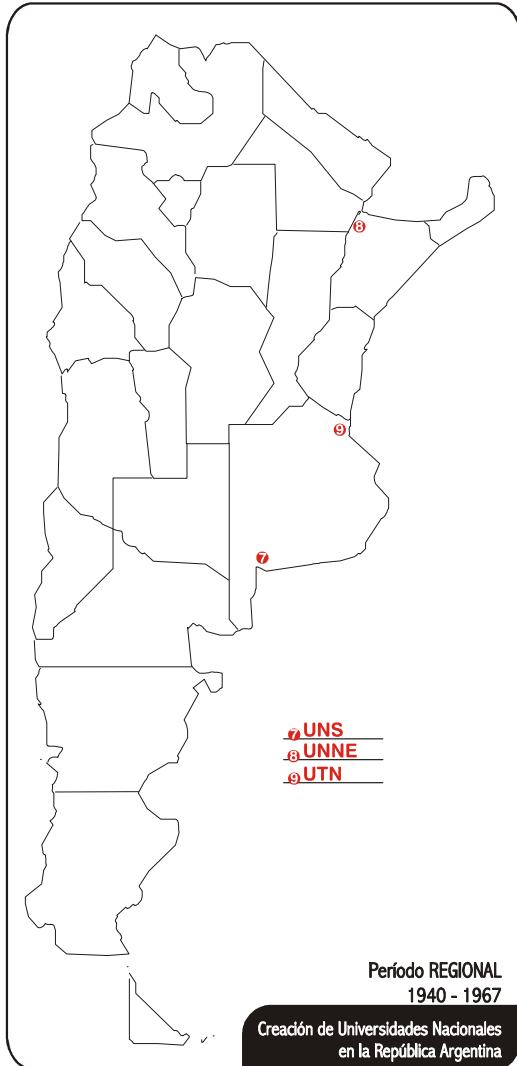 8
9
7
7 UNS
8 UNNE
9 UTN
Período REGIONAL
1940 - 1967
Creación de Universidades Nacionales
en la República Argentina